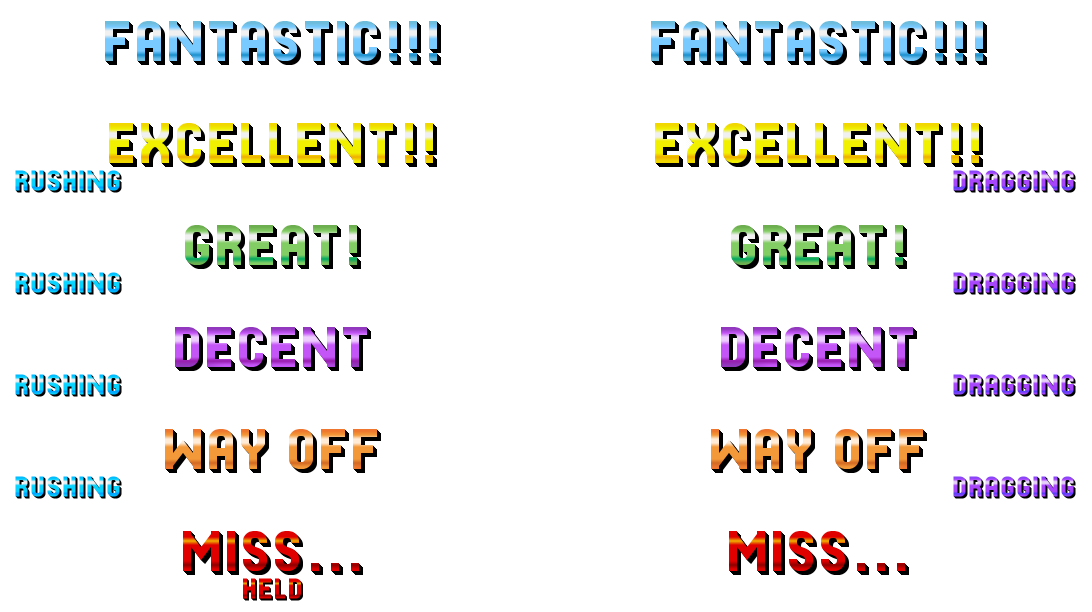 FANTASTIC!!! FANTASTIC!!!
EXCELLENT!! EXCELLENT!!
RUSHING DRAGGING
GREAT! GREAT!
RUSHING DRAGGING
DECENT DECENT
RUSHING DRAGGING
WAY OFF WAY OFF
RUSHING DRAGGING
MISS... MISS...
HELD